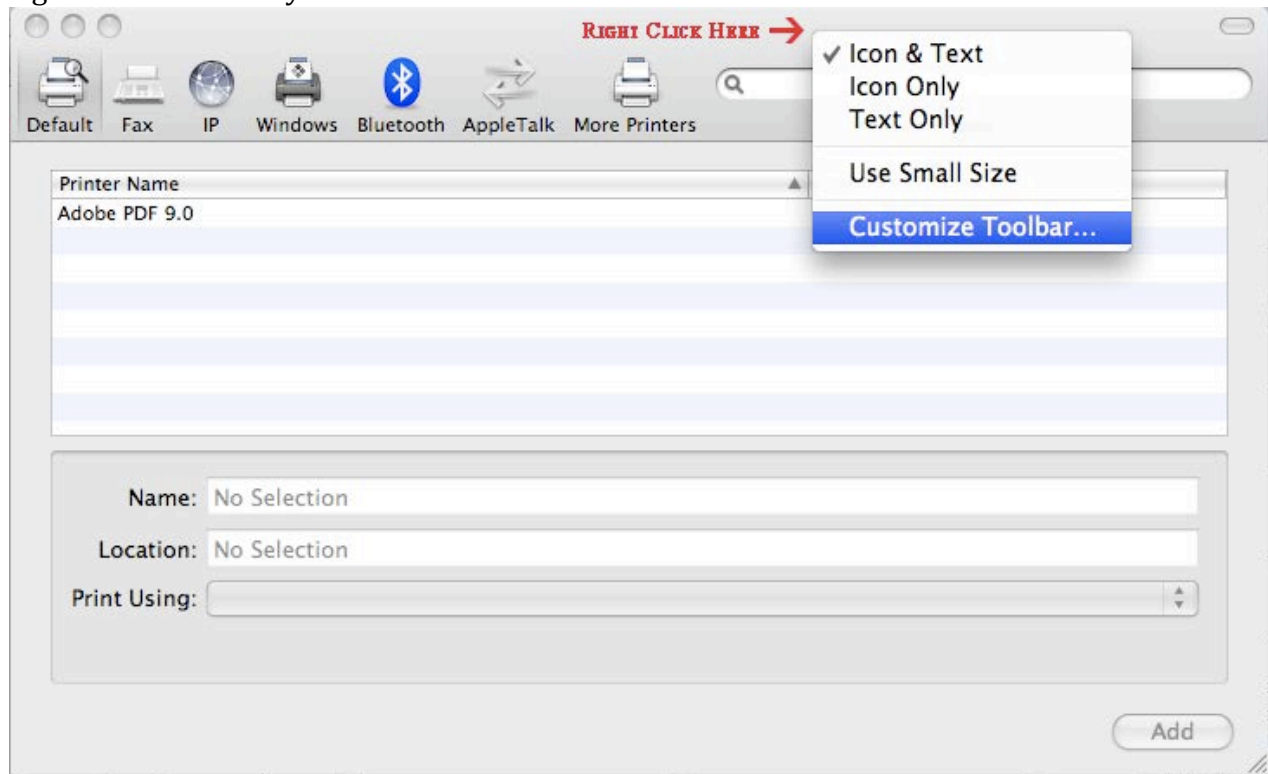 RIGHT CLICK HERE
✓ Icon & Text
Icon Only
Text Only
Use Small Size
Customize Toolbar...
Default Fax IP Windows Bluetooth AppleTalk More Printers
Printer Name
Adobe PDF 9.0
Name: No Selection
Location: No Selection
Print Using:
Add